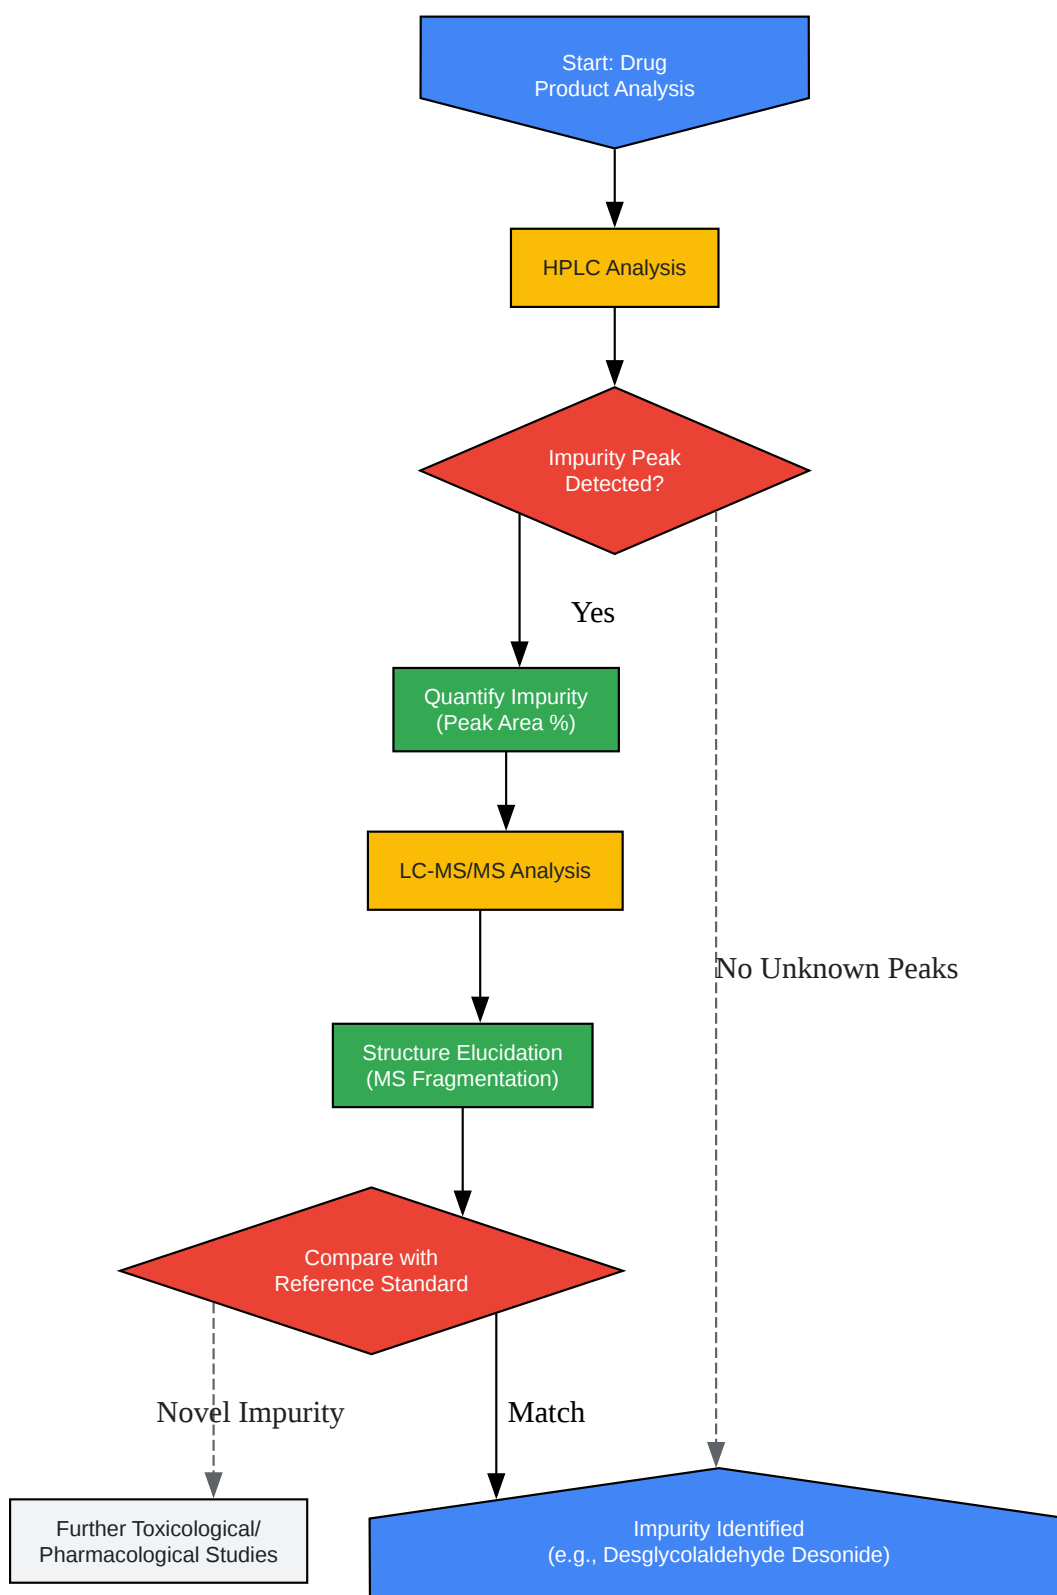 Start: Drug
Product Analysis
HPLC Analysis
Impurity Peak
Detected?
Yes
Quantify Impurity
(Peak Area %)
LC-MS/MS Analysis
No Unknown Peaks
Structure Elucidation
(MS Fragmentation)
Compare with
Reference Standard
Novel Impurity
Match
Further Toxicological/
Pharmacological Studies
Impurity Identified
(e.g., Desglycolaldehyde Desonide)